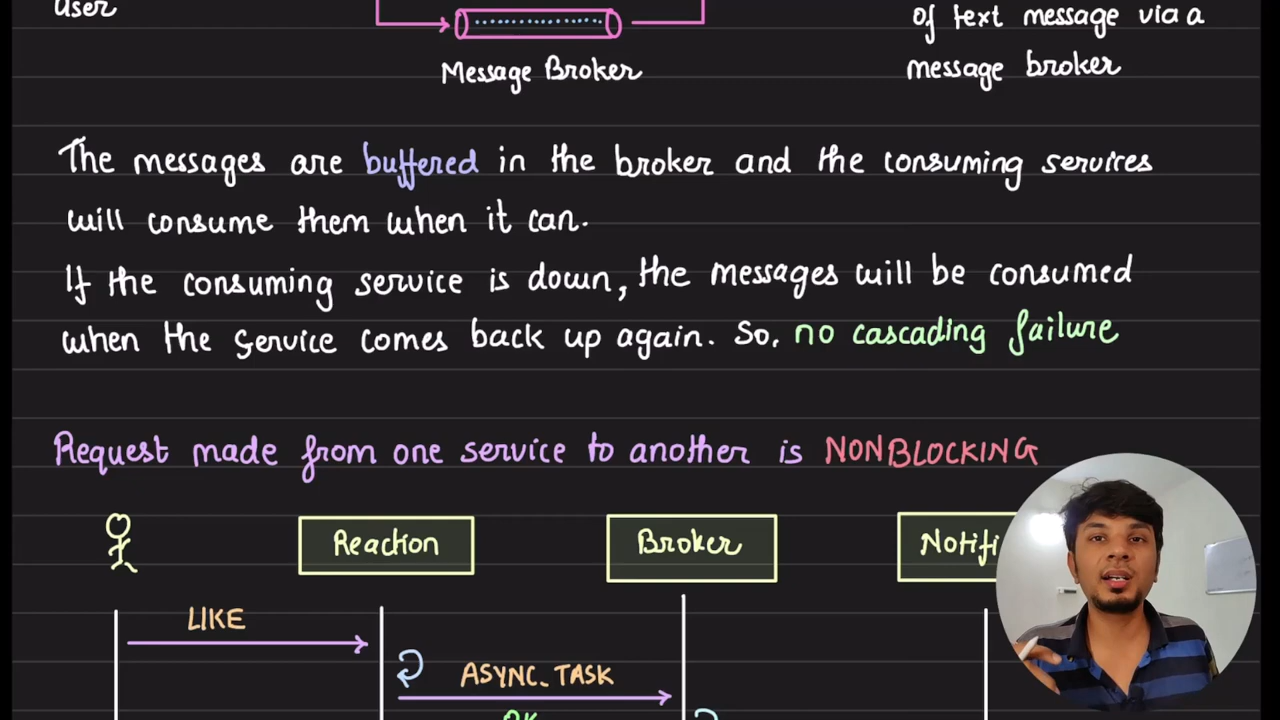 User
of text message via a
Message Broker
message broker
The messages are buffered in the broker and the consuming services
will consume them when it can.
If the consuming service is down, the messages will be consumed
when the service comes back up again. So, no cascading failure
Request made from one service to another is NONBLOCKING
Reaction
Broker
LIKE
ASYNC_TASK